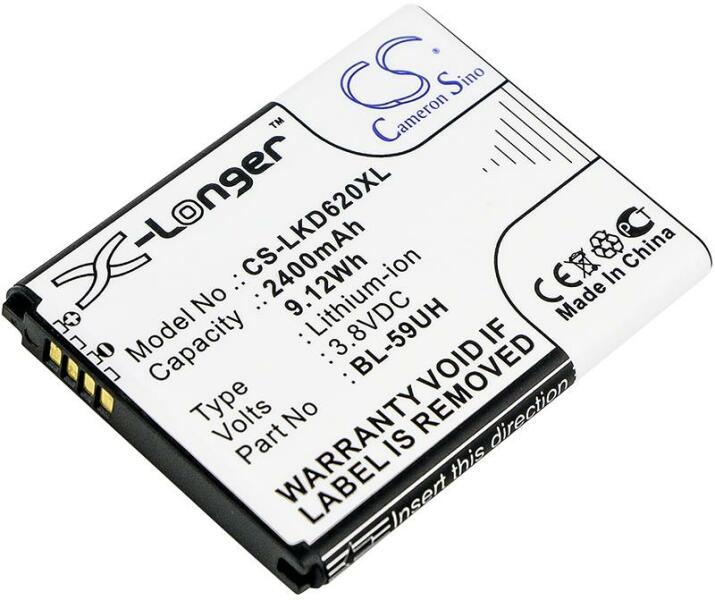 CS
Cameron Sino
X-Longer™
Model No : CS-LKD620XL
Capacity : 2400mAh
9.12Wh
Type : Lithium-ion
Volts : 3.8VDC
Part No : BL-59UH
WARRANTY VOID IF
LABEL IS REMOVED
Made in China
Insert this direction